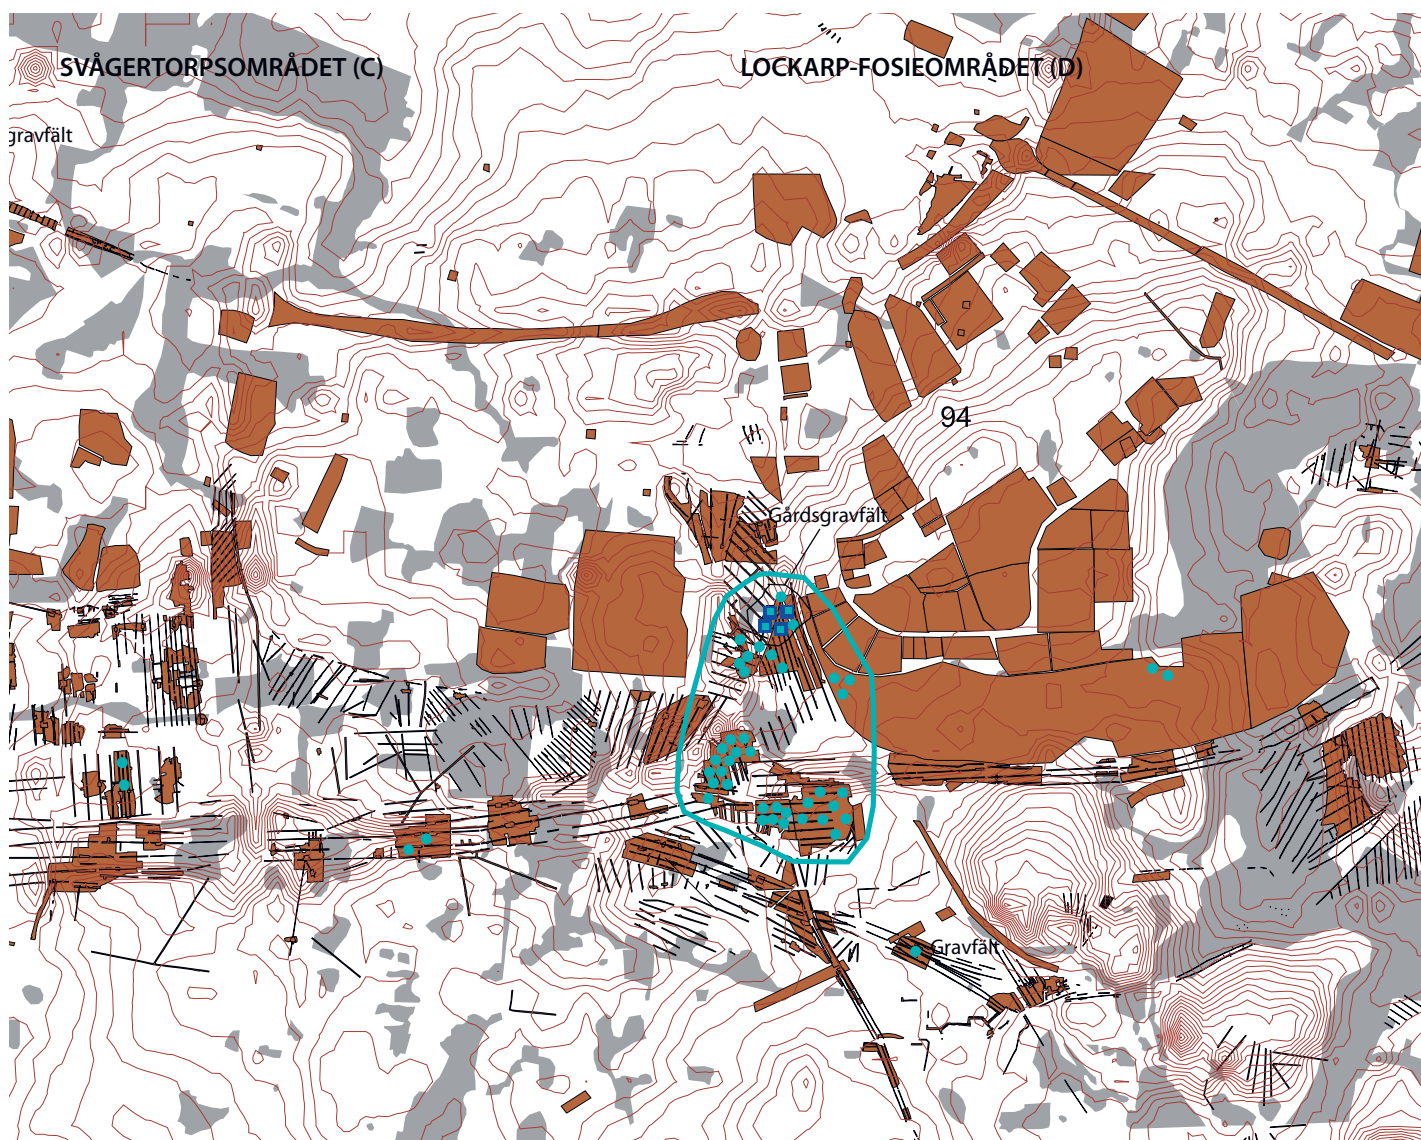 SVÅGERTORPSOMRÅDET (C)
LOCKARP-FOSIEOMRÅDET (D)
gravfält
94
Gårdsgravfält
Gravfält